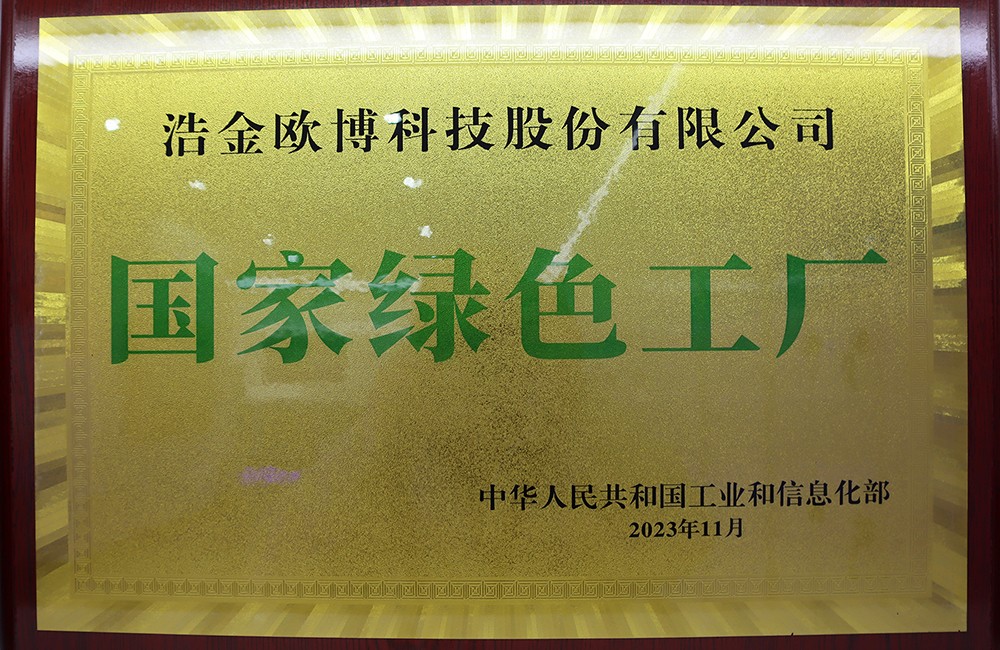 浩金欧博科技股份有限公司
国家绿色工厂
中华人民共和国工业和信息化部
2023年11月